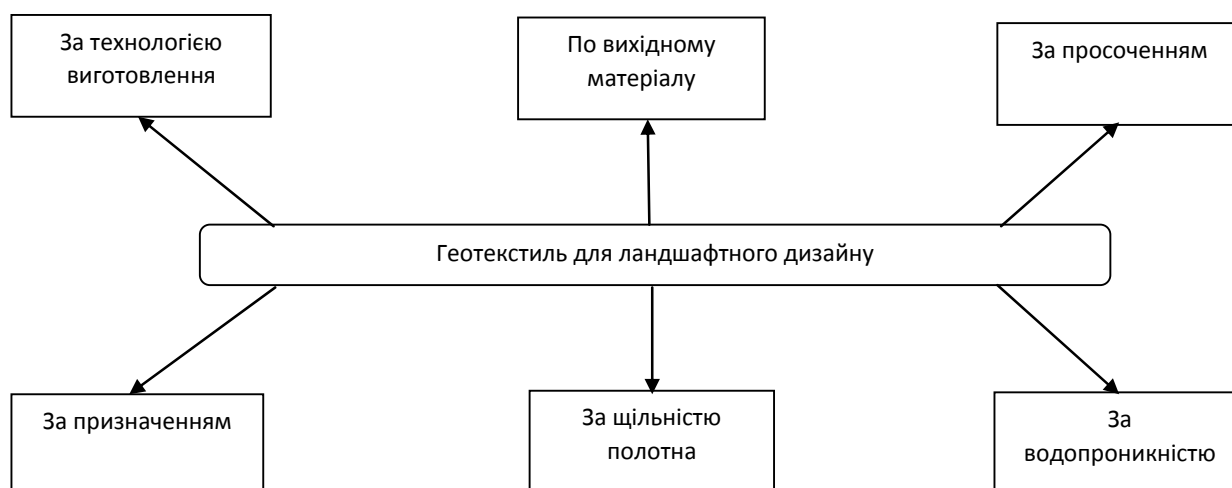 За технологією
виготовлення
По вихідному
матеріалу
За просоченням
Геотекстиль для ландшафтного дизайну
За призначенням
За щільністю
полотна
За
водопроникністю